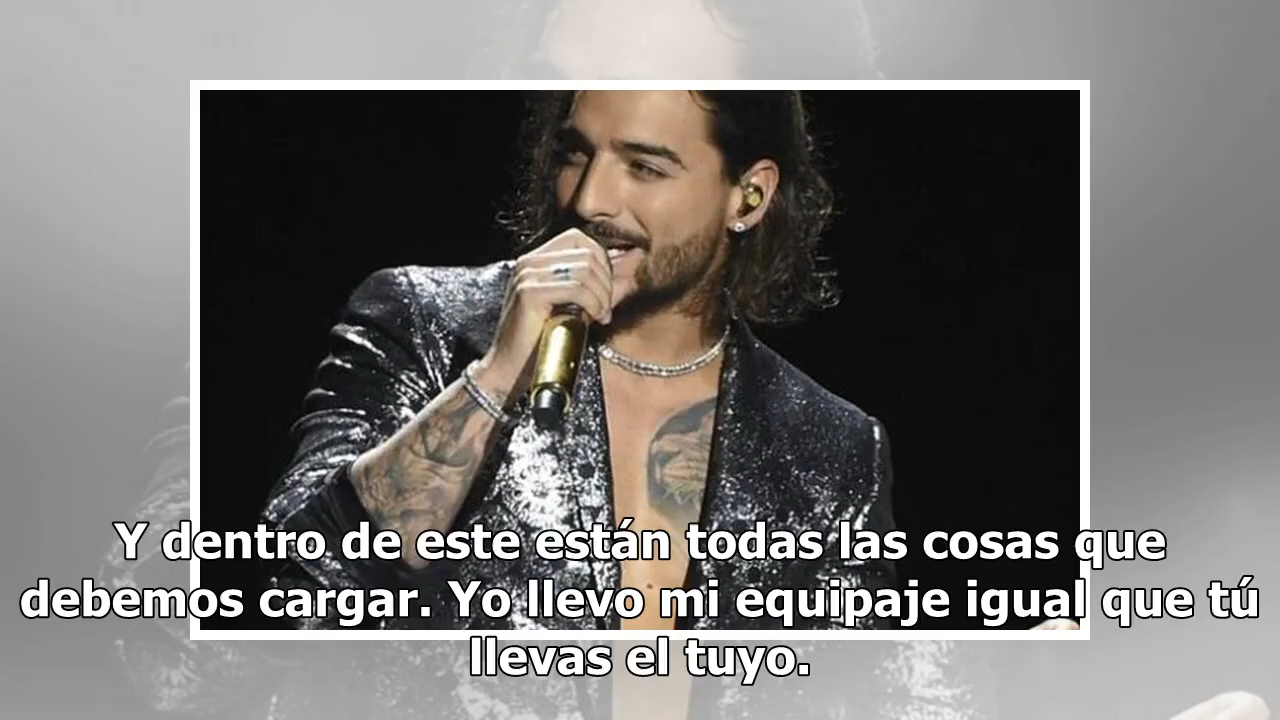 Y dentro de este están todas las cosas que
debemos cargar. Yo llevo mi equipaje igual que tú
llevas el tuyo.